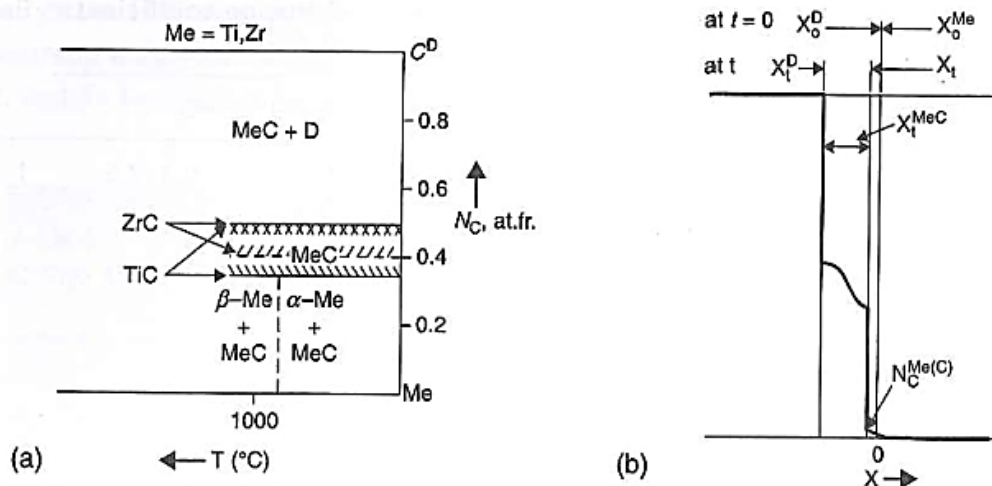 Me = Ti,Zr
C^D
MeC + D
0.8
0.6
N_C, at.fr.
ZrC
MeC
0.4
TiC
β–Me α–Me
+ +
MeC MeC
0.2
Me
1000
(a)
T (°C)
at t = 0 X_o^D X_o^Me
at t X_t^D X_t
X_t^MeC
N_C^Me(C)
0
(b)
X